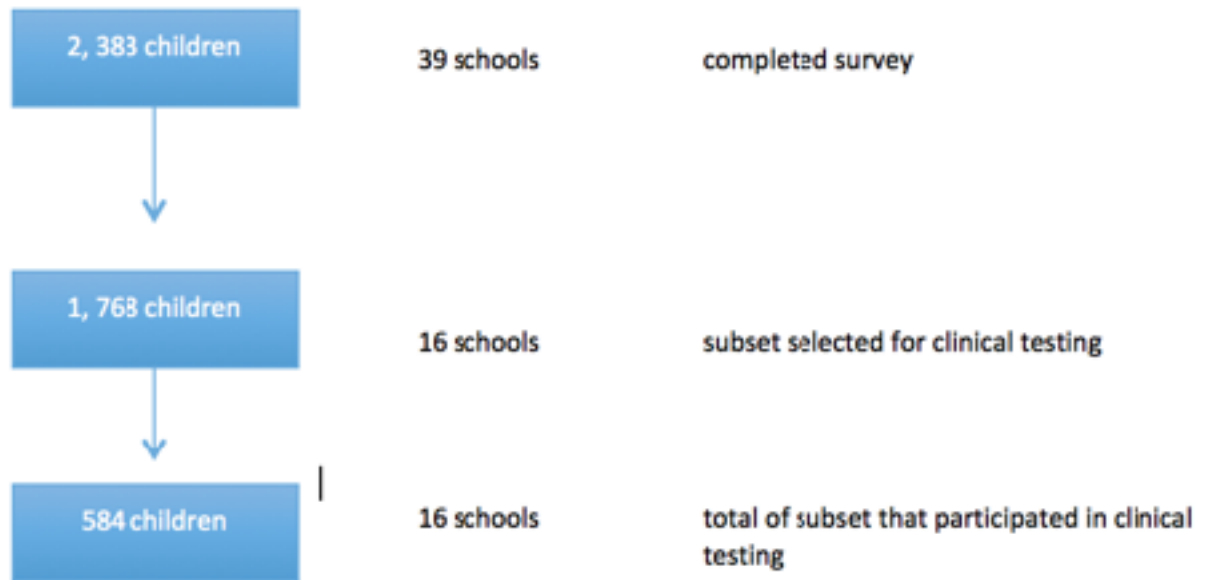 2, 383 children
39 schools
completed survey
1, 768 children
16 schools
subset selected for clinical testing
584 children
16 schools
total of subset that participated in clinical
testing